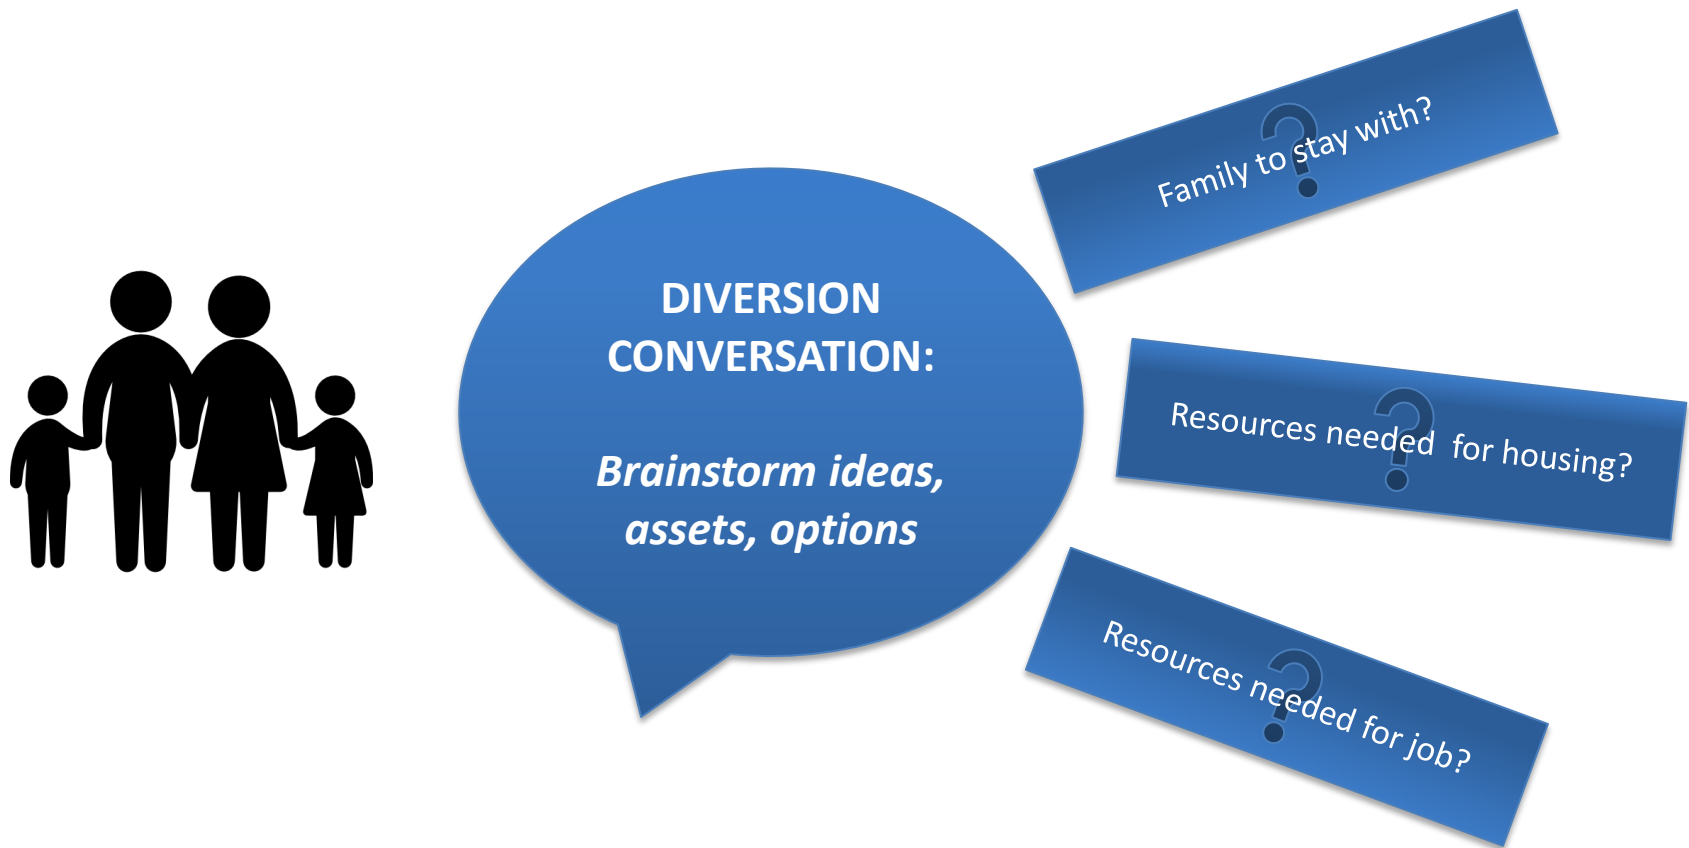 DIVERSION
CONVERSATION:
Brainstorm ideas,
assets, options
Family to stay with?
Resources needed  for housing?
Resources needed for job?